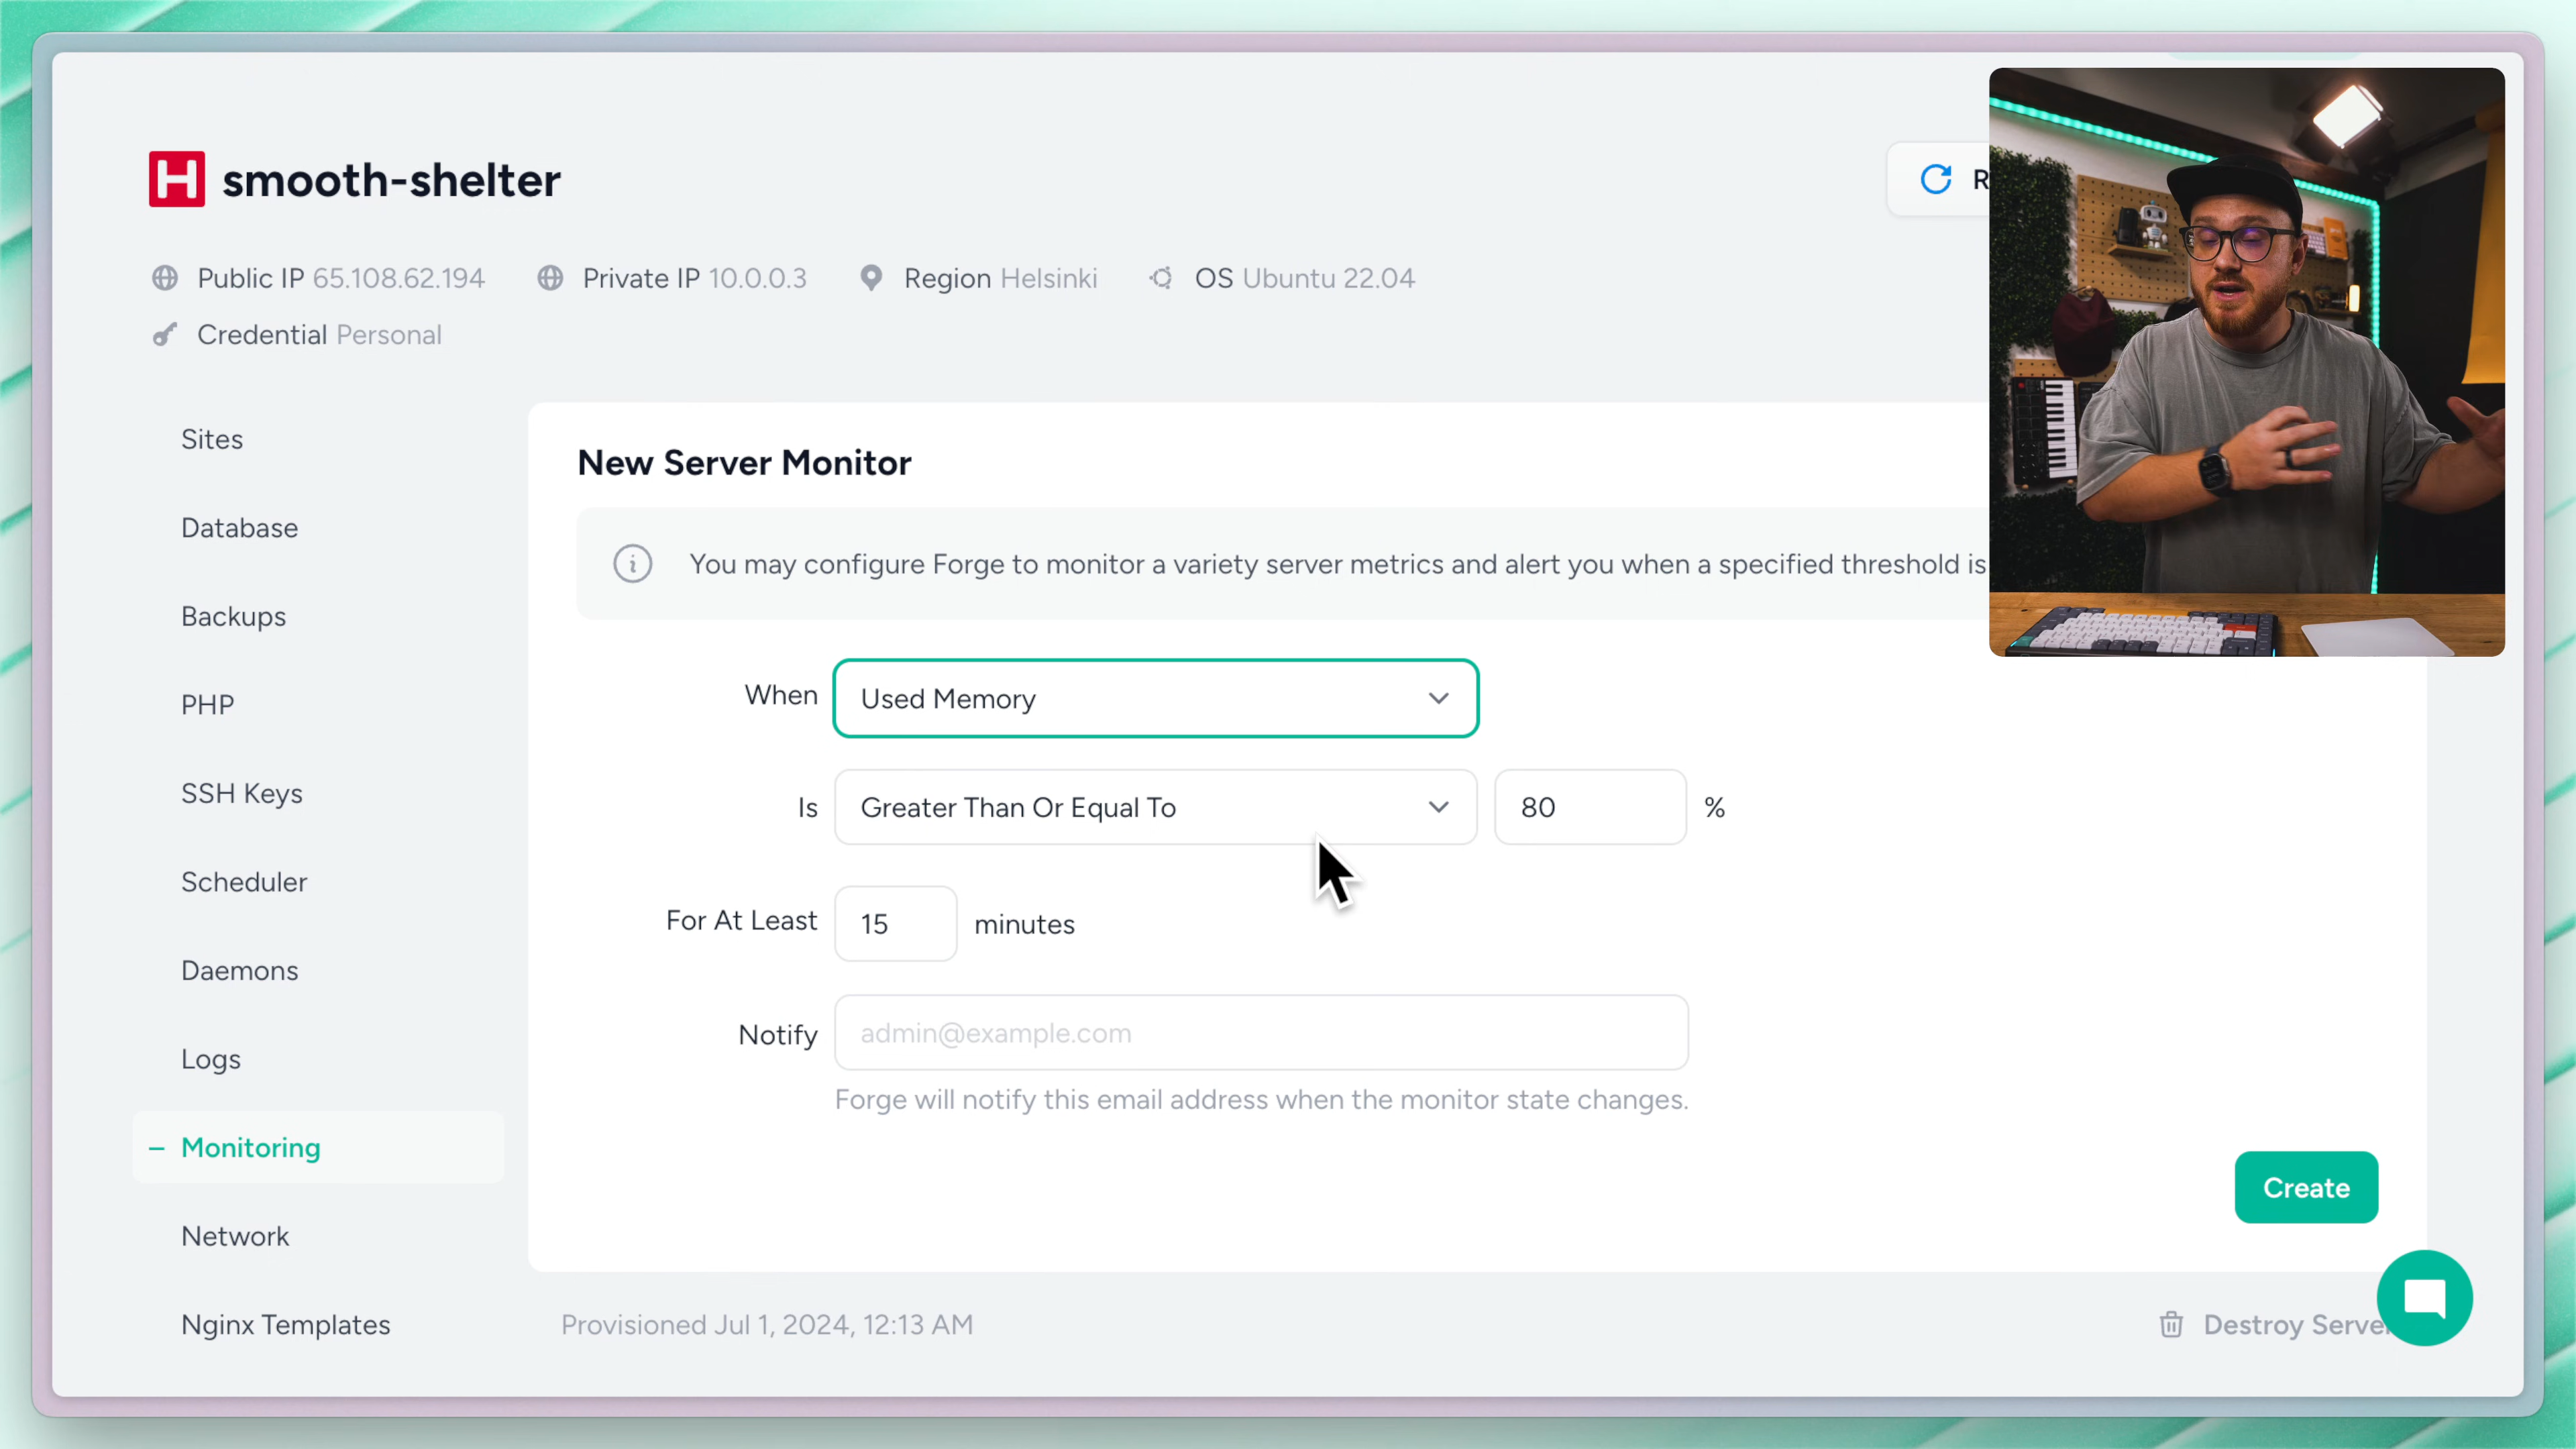 H smooth-shelter
R
Public IP 65.108.62.194 Private IP 10.0.0.3 Region Helsinki OS Ubuntu 22.04
Credential Personal
Sites
Database
Backups
PHP
SSH Keys
Scheduler
Daemons
Logs
Monitoring
Network
Nginx Templates
New Server Monitor
You may configure Forge to monitor a variety server metrics and alert you when a specified threshold is
When Used Memory
Is Greater Than Or Equal To 80 %
For At Least 15 minutes
Notify admin@example.com
Forge will notify this email address when the monitor state changes.
Create
Provisioned Jul 1, 2024, 12:13 AM
Destroy Server